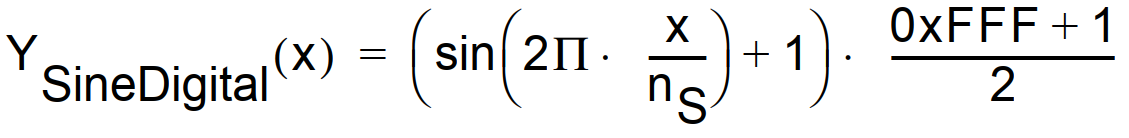 Y_SineDigital(x) = (sin(2Π · x/n_S) + 1) · (0xFFF + 1)/2